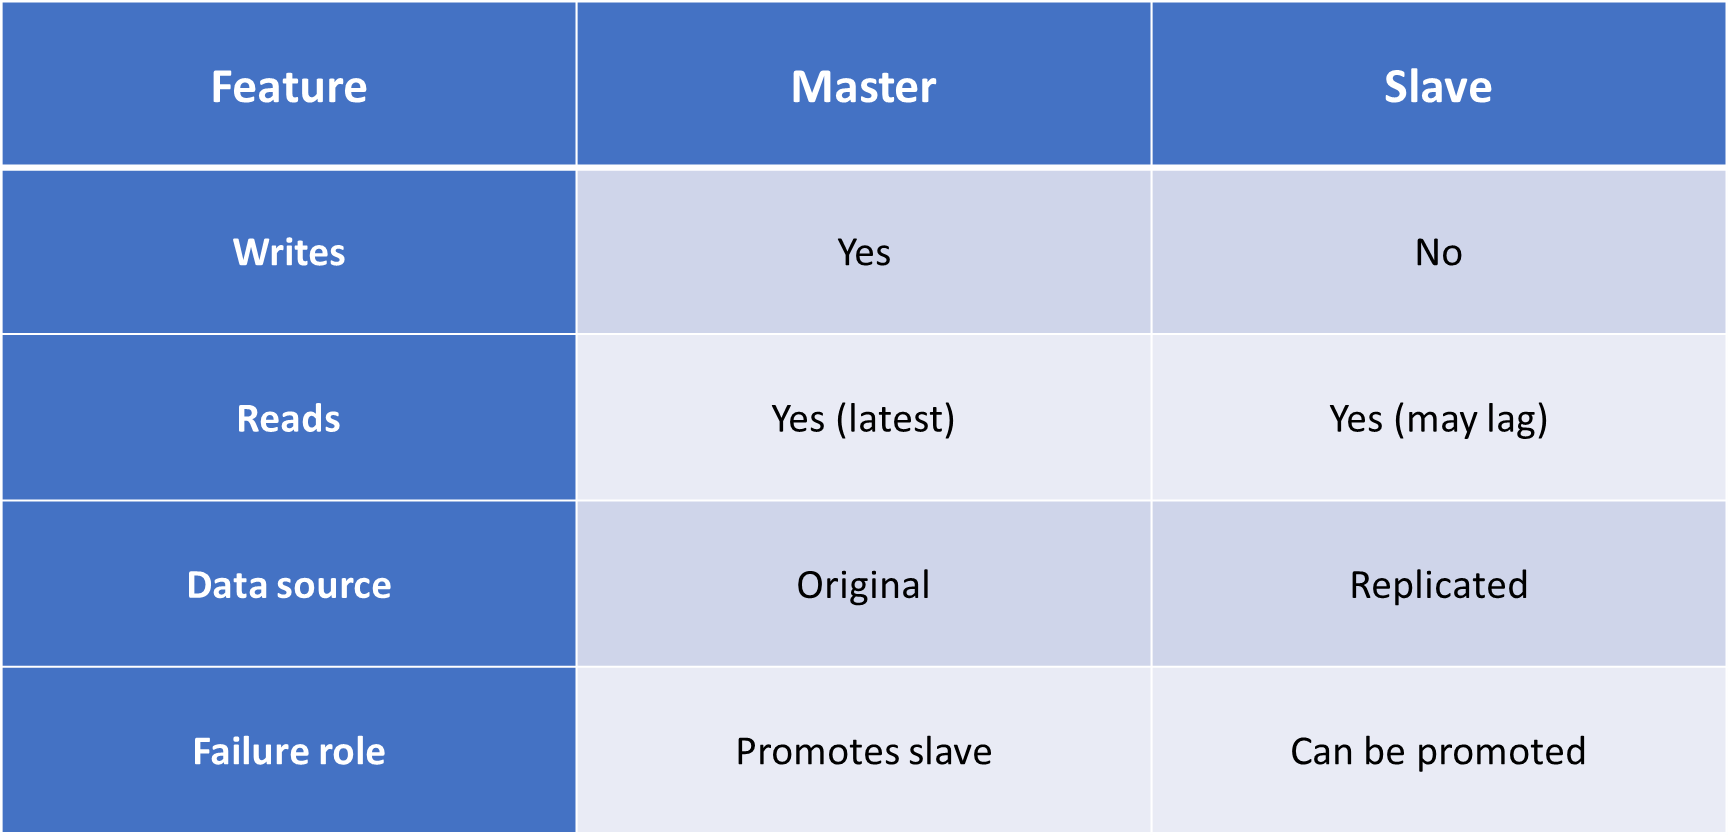 Feature Master Slave
Writes Yes No
Reads Yes (latest) Yes (may lag)
Data source Original Replicated
Failure role Promotes slave Can be promoted